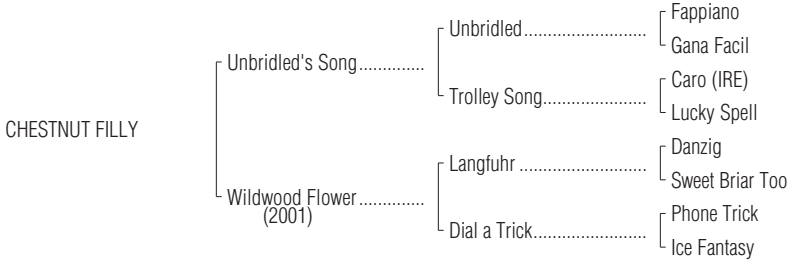 Fappiano
Unbridled..........................
Gana Facil
Unbridled's Song..............
Caro (IRE)
Trolley Song......................
Lucky Spell
CHESTNUT FILLY
Danzig
Langfuhr ...........................
Sweet Briar Too
Wildwood Flower..............
(2001)
Phone Trick
Dial a Trick........................
Ice Fantasy